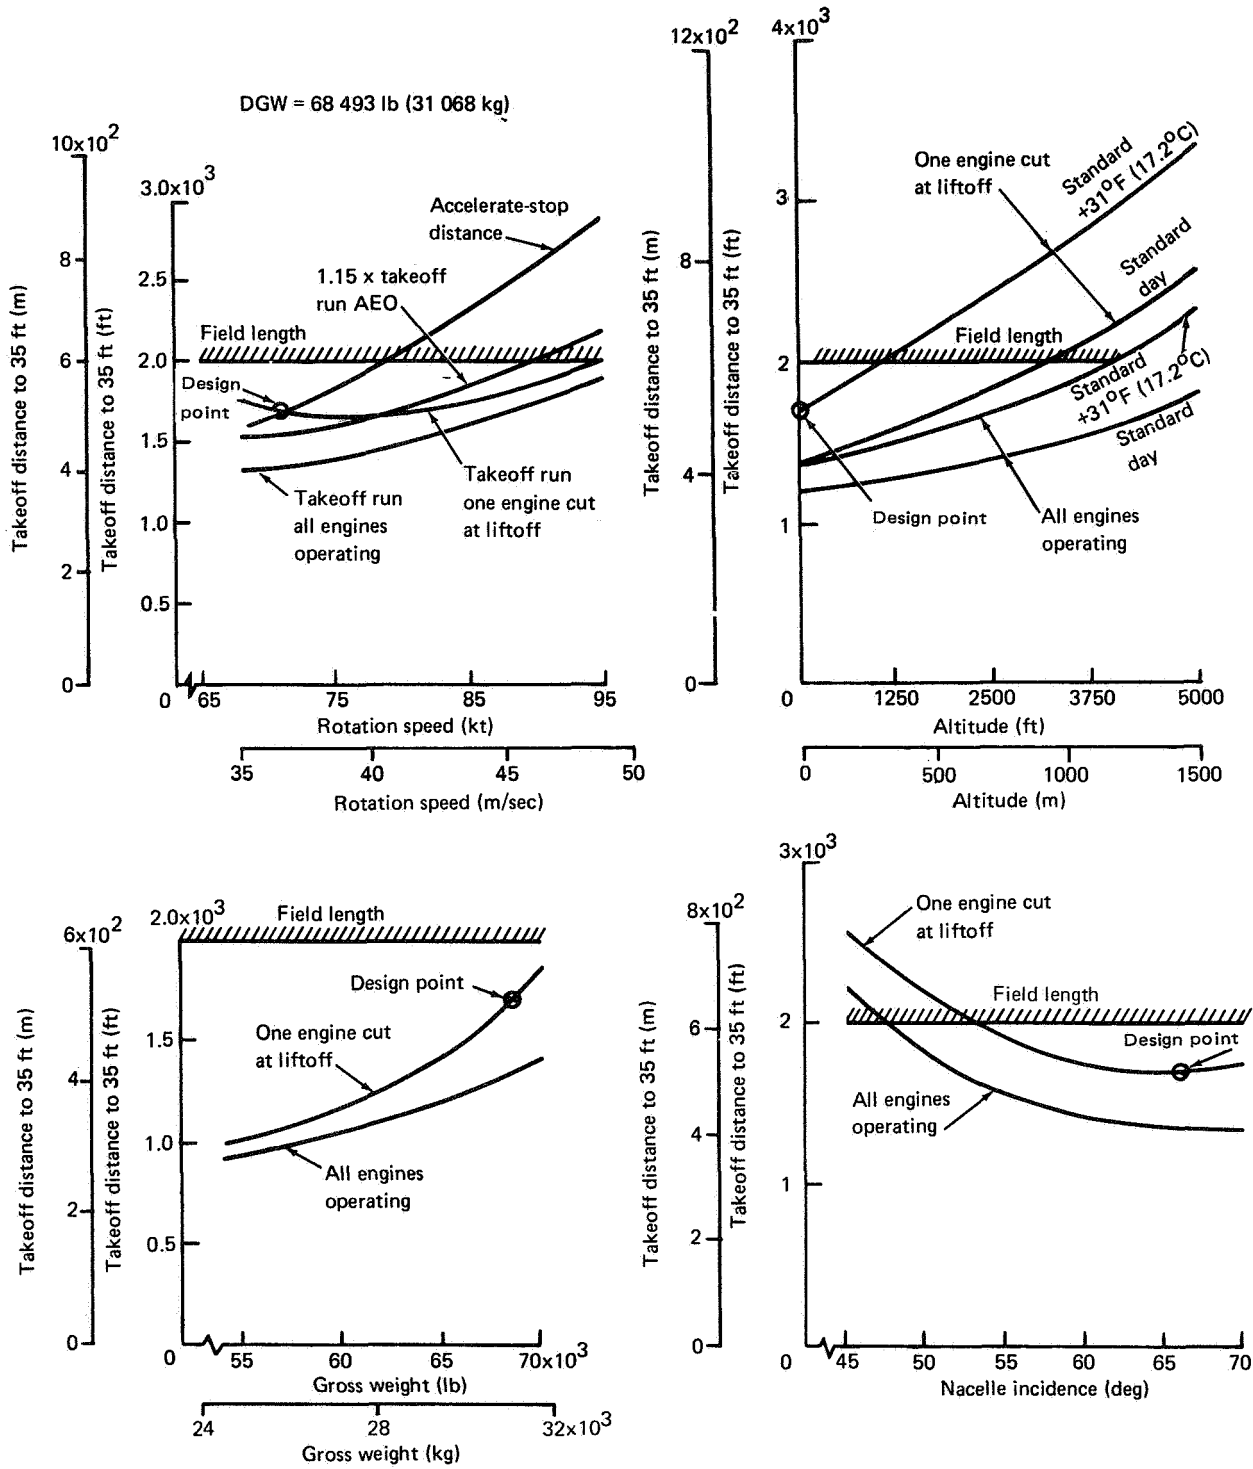 DGW = 68 493 lb (31 068 kg)
10x10²
8
6
4
2
0
Takeoff distance to 35 ft (m)
Takeoff distance to 35 ft (ft)
3.0x10³
2.5
2.0
1.5
1.0
0.5
0
Accelerate-stop
distance
1.15 x takeoff
run AEO
Field length
Design
point
Takeoff run
all engines
operating
Takeoff run
one engine cut
at liftoff
65
75
85
95
Rotation speed (kt)
35
40
45
50
Rotation speed (m/sec)
12x10²
8
4
0
Takeoff distance to 35 ft (m)
Takeoff distance to 35 ft (ft)
4x10³
3
2
1
0
One engine cut
at liftoff
Standard
+31°F (17.2°C)
Standard
day
Field length
Standard
+31°F (17.2°C)
Standard
day
Design point
All engines
operating
0
1250
2500
3750
5000
Altitude (ft)
0
500
1000
1500
Altitude (m)
6x10²
4
2
0
Takeoff distance to 35 ft (m)
Takeoff distance to 35 ft (ft)
2.0x10³
1.5
1.0
0.5
0
Field length
Design point
One engine cut
at liftoff
All engines
operating
55
60
65
70x10³
Gross weight (lb)
24
28
32x10³
Gross weight (kg)
8x10²
6
4
2
0
Takeoff distance to 35 ft (m)
Takeoff distance to 35 ft (ft)
3x10³
2
1
0
One engine cut
at liftoff
Field length
Design point
All engines
operating
45
50
55
60
65
70
Nacelle incidence (deg)